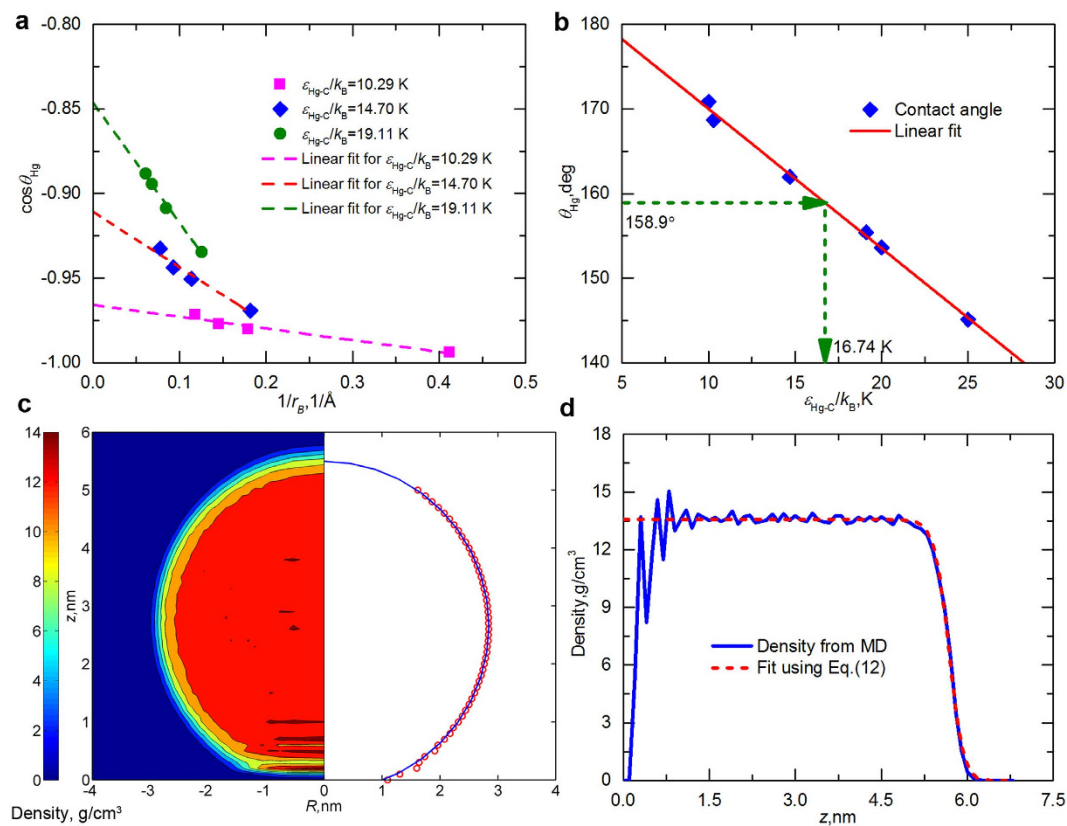 a
-0.80
-0.85
-0.90
-0.95
-1.00
cosθHg
εHg-C/kB=10.29 K
εHg-C/kB=14.70 K
εHg-C/kB=19.11 K
Linear fit for εHg-C/kB=10.29 K
Linear fit for εHg-C/kB=14.70 K
Linear fit for εHg-C/kB=19.11 K
0.0 0.1 0.2 0.3 0.4 0.5
1/rB,1/Å
b
180
170
160
150
140
θHg,deg
Contact angle
Linear fit
158.9°
16.74 K
5 10 15 20 25 30
εHg-C/kB,K
c
14
12
10
8
6
4
2
0
Density, g/cm³
6
5
4
3
2
1
0
z,nm
-4 -3 -2 -1 0 1 2 3 4
R,nm
d
18
15
12
9
6
3
0
Density,g/cm³
Density from MD
Fit using Eq.(12)
0.0 1.5 3.0 4.5 6.0 7.5
z,nm